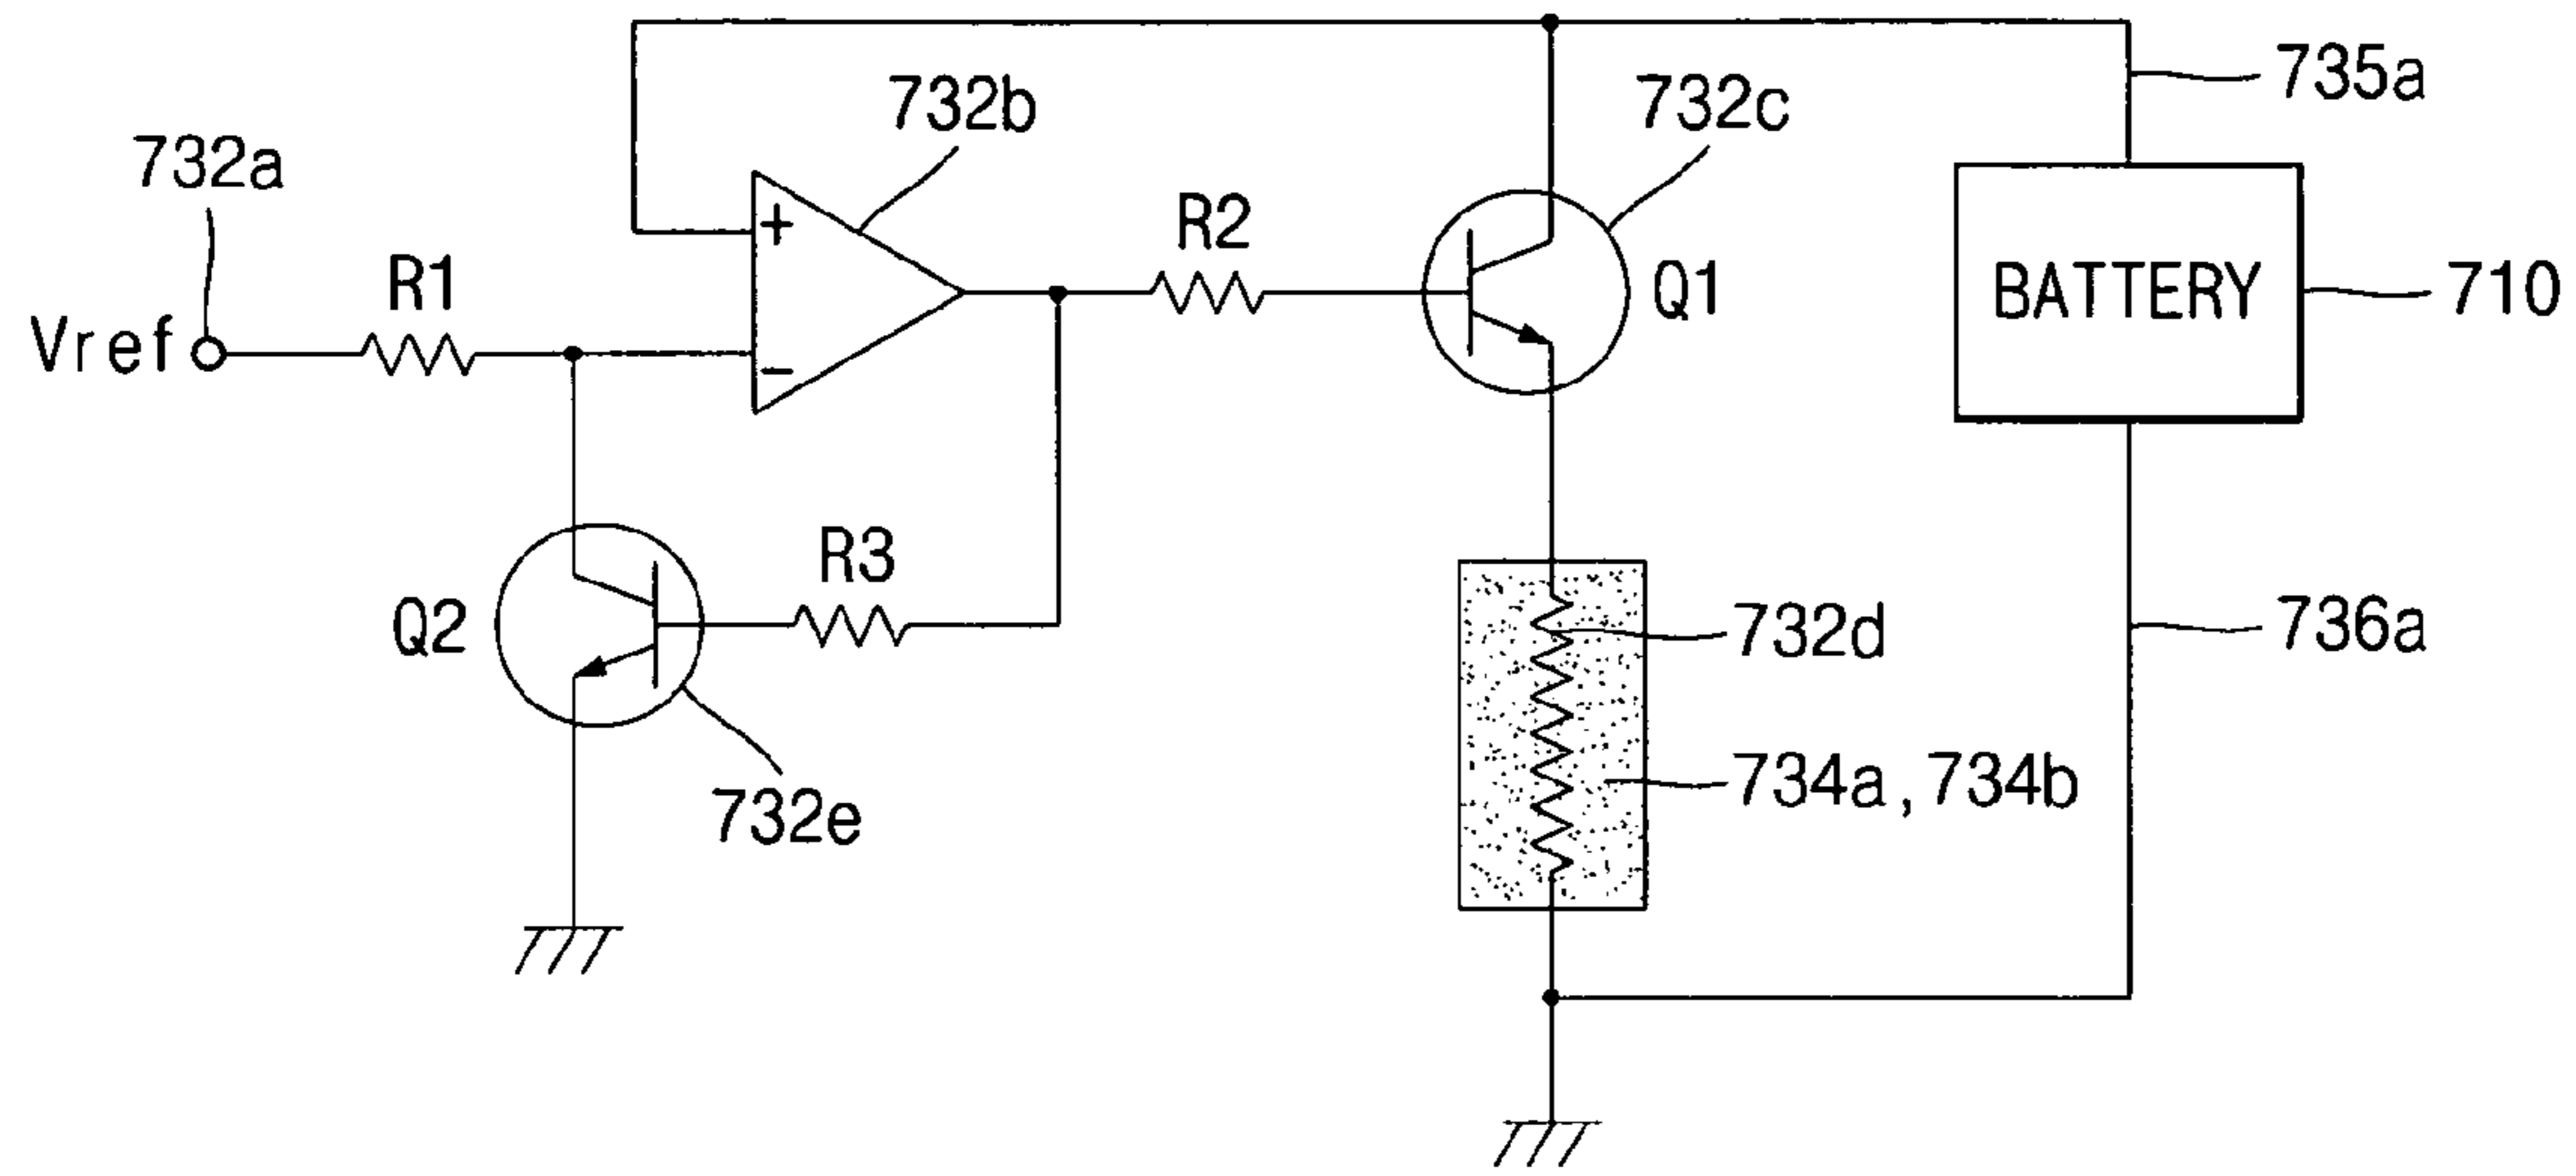 735a
732b
732c
732a
R2
R1
+
Q1
BATTERY
710
Vref
-
R3
Q2
732d
736a
734a, 734b
732e